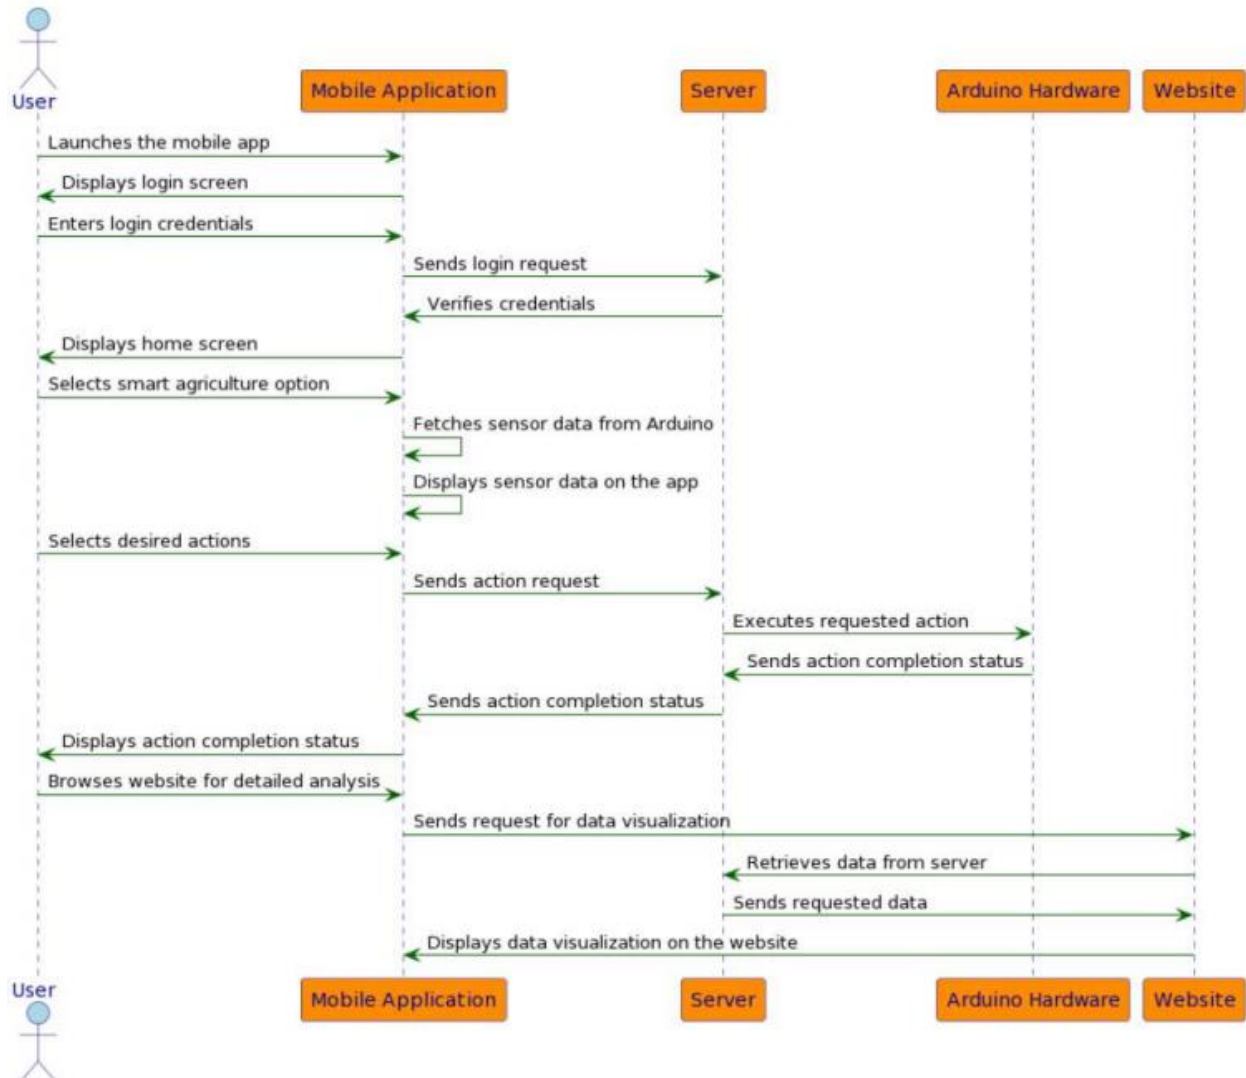 User
Mobile Application
Server
Arduino Hardware
Website
Launches the mobile app
Displays login screen
Enters login credentials
Sends login request
Verifies credentials
Displays home screen
Selects smart agriculture option
Fetches sensor data from Arduino
Displays sensor data on the app
Selects desired actions
Sends action request
Executes requested action
Sends action completion status
Sends action completion status
Displays action completion status
Browses website for detailed analysis
Sends request for data visualization
Retrieves data from server
Sends requested data
Displays data visualization on the website
User
Mobile Application
Server
Arduino Hardware
Website